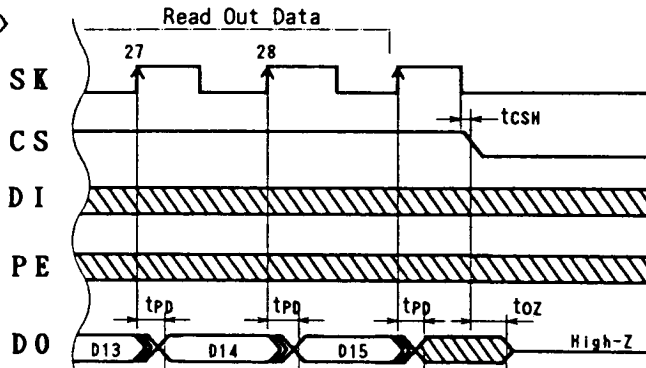 Read Out Data
27
28
SK
tCSH
CS
DI
PE
tPD
tPD
tPD
tOZ
DO
D13
D14
D15
High-Z